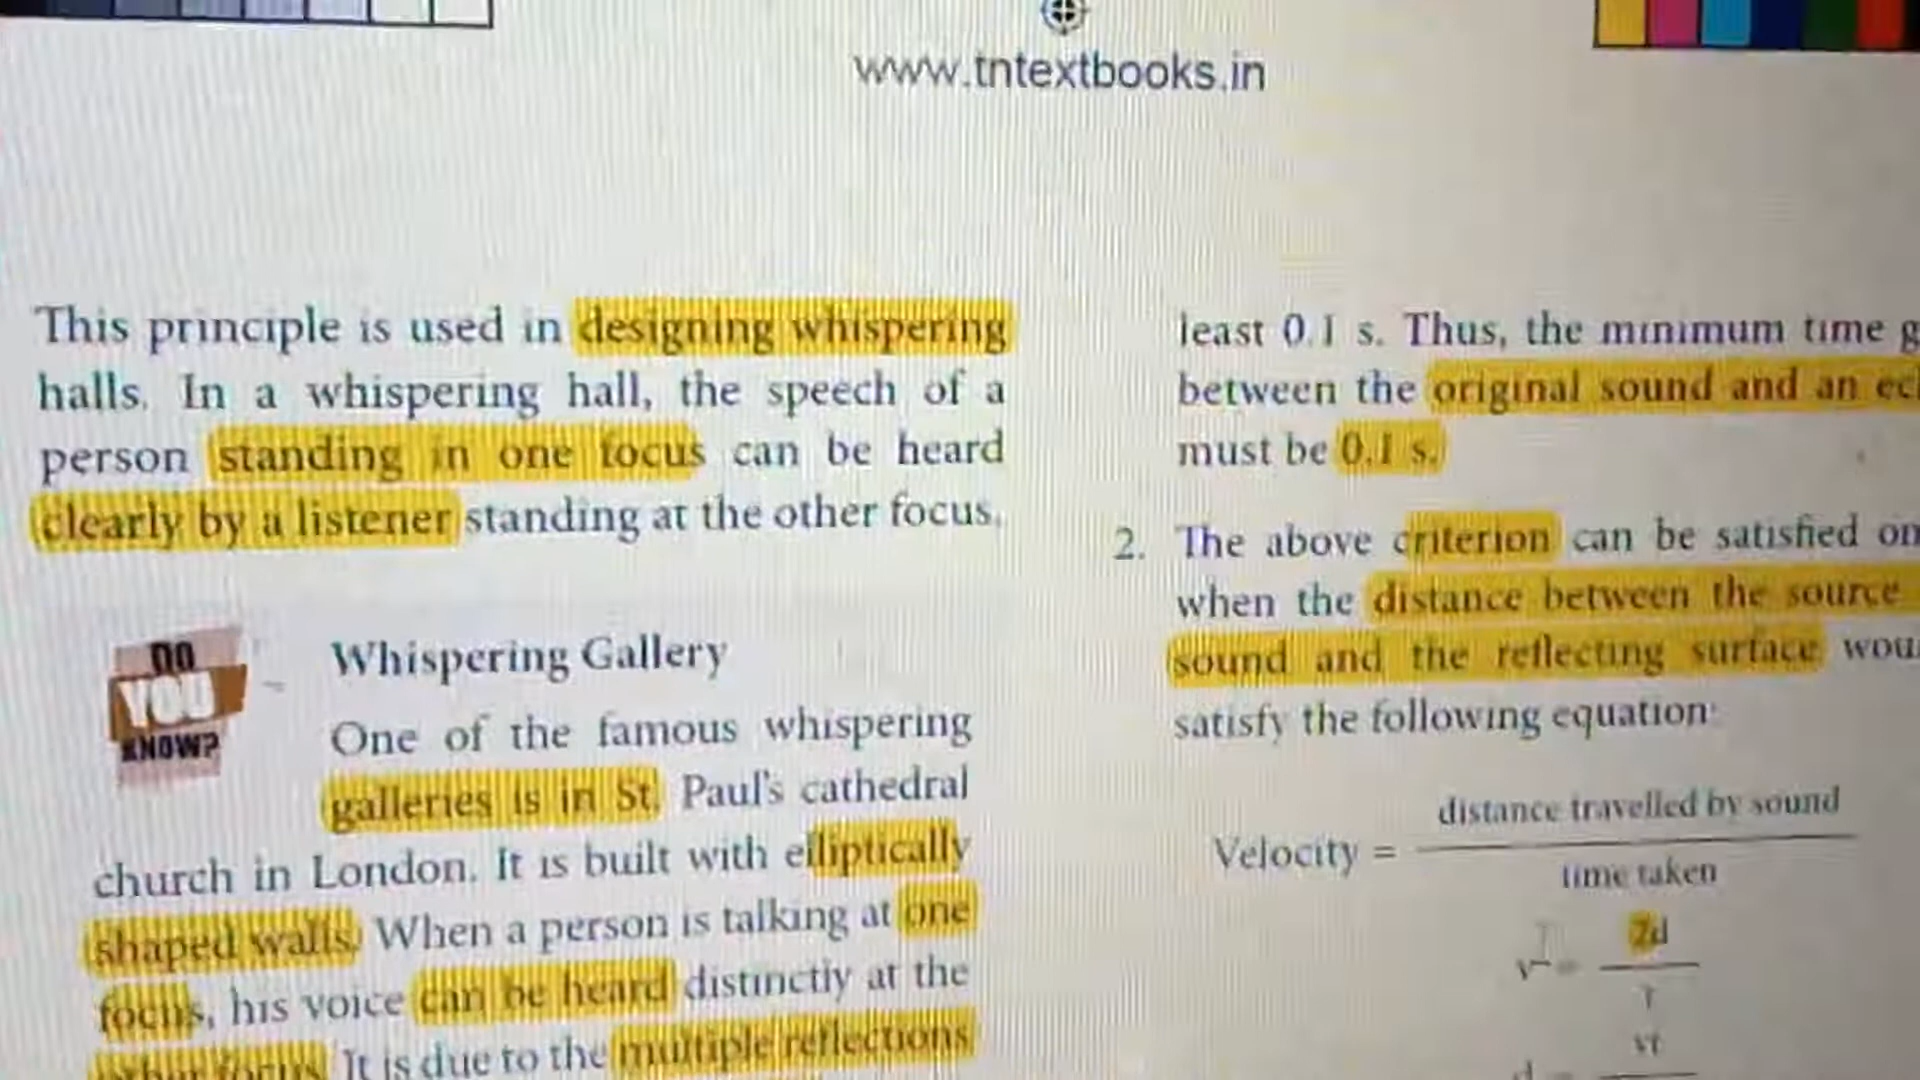 www.tntextbooks.in
This principle is used in designing whispering
halls. In a whispering hall, the speech of a
person standing in one focus can be heard
clearly by a listener standing at the other focus.
DO
YOU
KNOW?
Whispering Gallery
One of the famous whispering
galleries is in St. Paul's cathedral
church in London. It is built with elliptically
shaped walls. When a person is talking at one
focus, his voice can be heard distinctly at the
other focus. It is due to the multiple reflections
least 0.1 s. Thus, the minimum time
between the original sound and an
must be 0.1 s.
2. The above criterion can be satisfied
when the distance between the source
sound and the reflecting surface
satisfy the following equation:
Velocity =
distance travelled by sound
time taken
2d